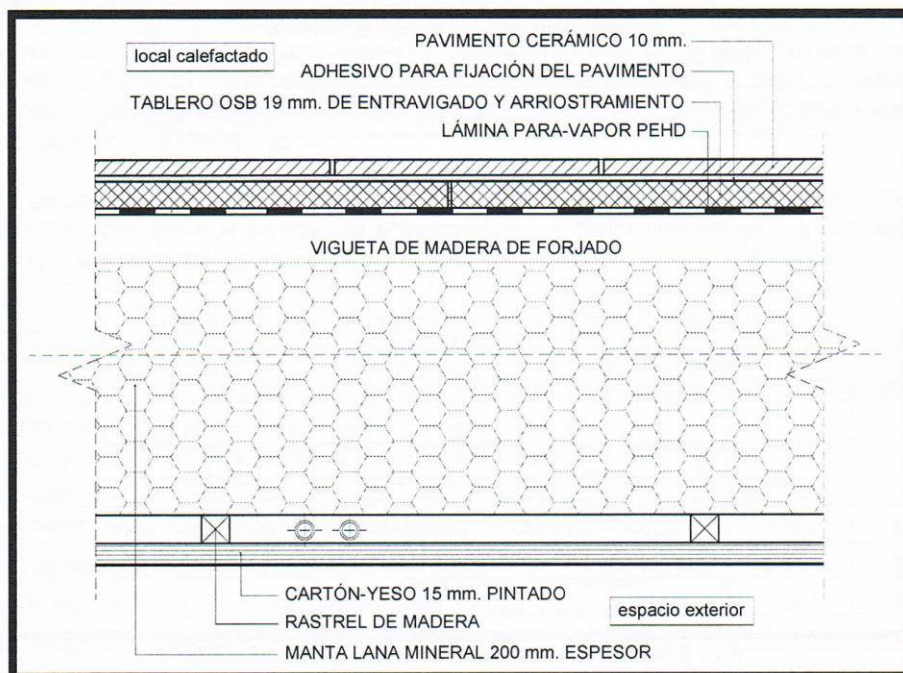 local calefactado
PAVIMENTO CERÁMICO 10 mm.
ADHESIVO PARA FIJACIÓN DEL PAVIMENTO
TABLERO OSB 19 mm. DE ENTRAVIGADO Y ARRIOSTRAMIENTO
LÁMINA PARA-VAPOR PEHD
VIGUETA DE MADERA DE FORJADO
CARTÓN-YESO 15 mm. PINTADO
RASTREL DE MADERA
espacio exterior
MANTA LANA MINERAL 200 mm. ESPESOR